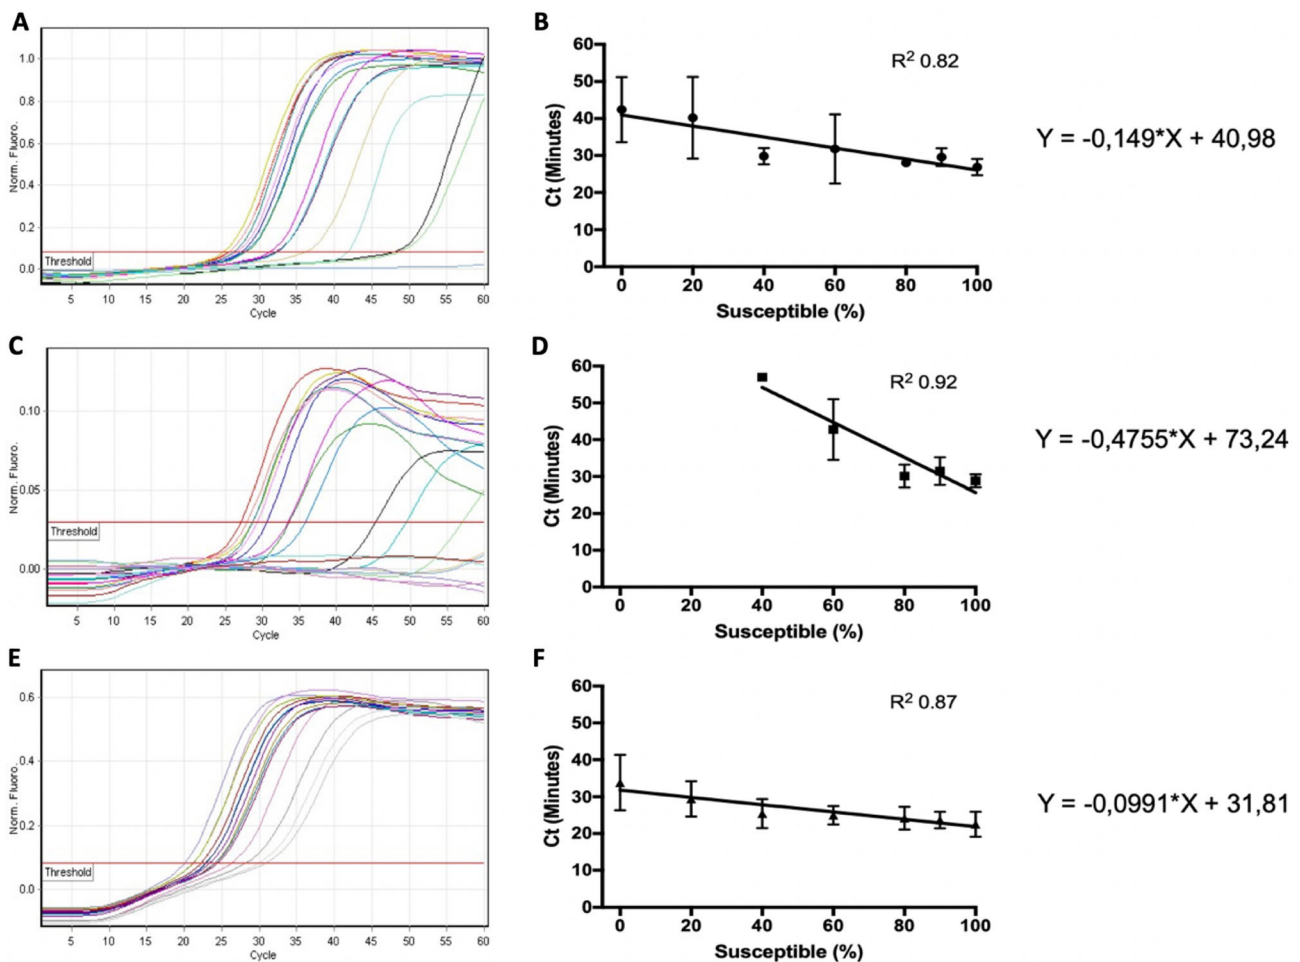 A
Norm. Fluoro.
1.0
0.8
0.6
0.4
0.2
0.0
Threshold
5 10 15 20 25 30 35 40 45 50 55 60
Cycle
B
Ct (Minutes)
60
50
40
30
20
10
0
R² 0.82
0 20 40 60 80 100
Susceptible (%)
Y = -0,149*X + 40,98
C
Norm. Fluoro.
0.10
0.05
0.00
Threshold
5 10 15 20 25 30 35 40 45 50 55 60
Cycle
D
Ct (Minutes)
60
50
40
30
20
10
0
R² 0.92
0 20 40 60 80 100
Susceptible (%)
Y = -0,4755*X + 73,24
E
Norm. Fluoro.
0.6
0.4
0.2
0.0
Threshold
5 10 15 20 25 30 35 40 45 50 55 60
Cycle
F
Ct (Minutes)
60
50
40
30
20
10
0
R² 0.87
0 20 40 60 80 100
Susceptible (%)
Y = -0,0991*X + 31,81